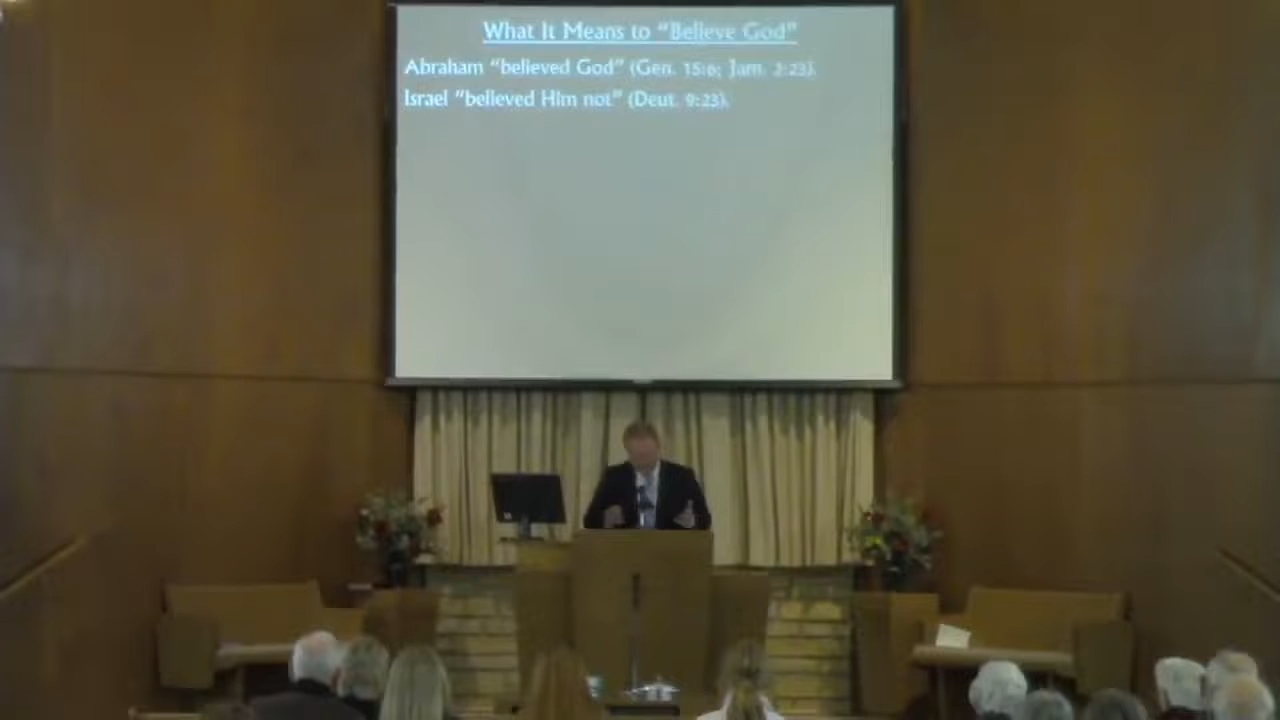 What It Means to "Believe God"
Abraham "believed God" (Gen. 15:6; Jam. 2:23).
Israel "believed Him not" (Deut. 9:23).